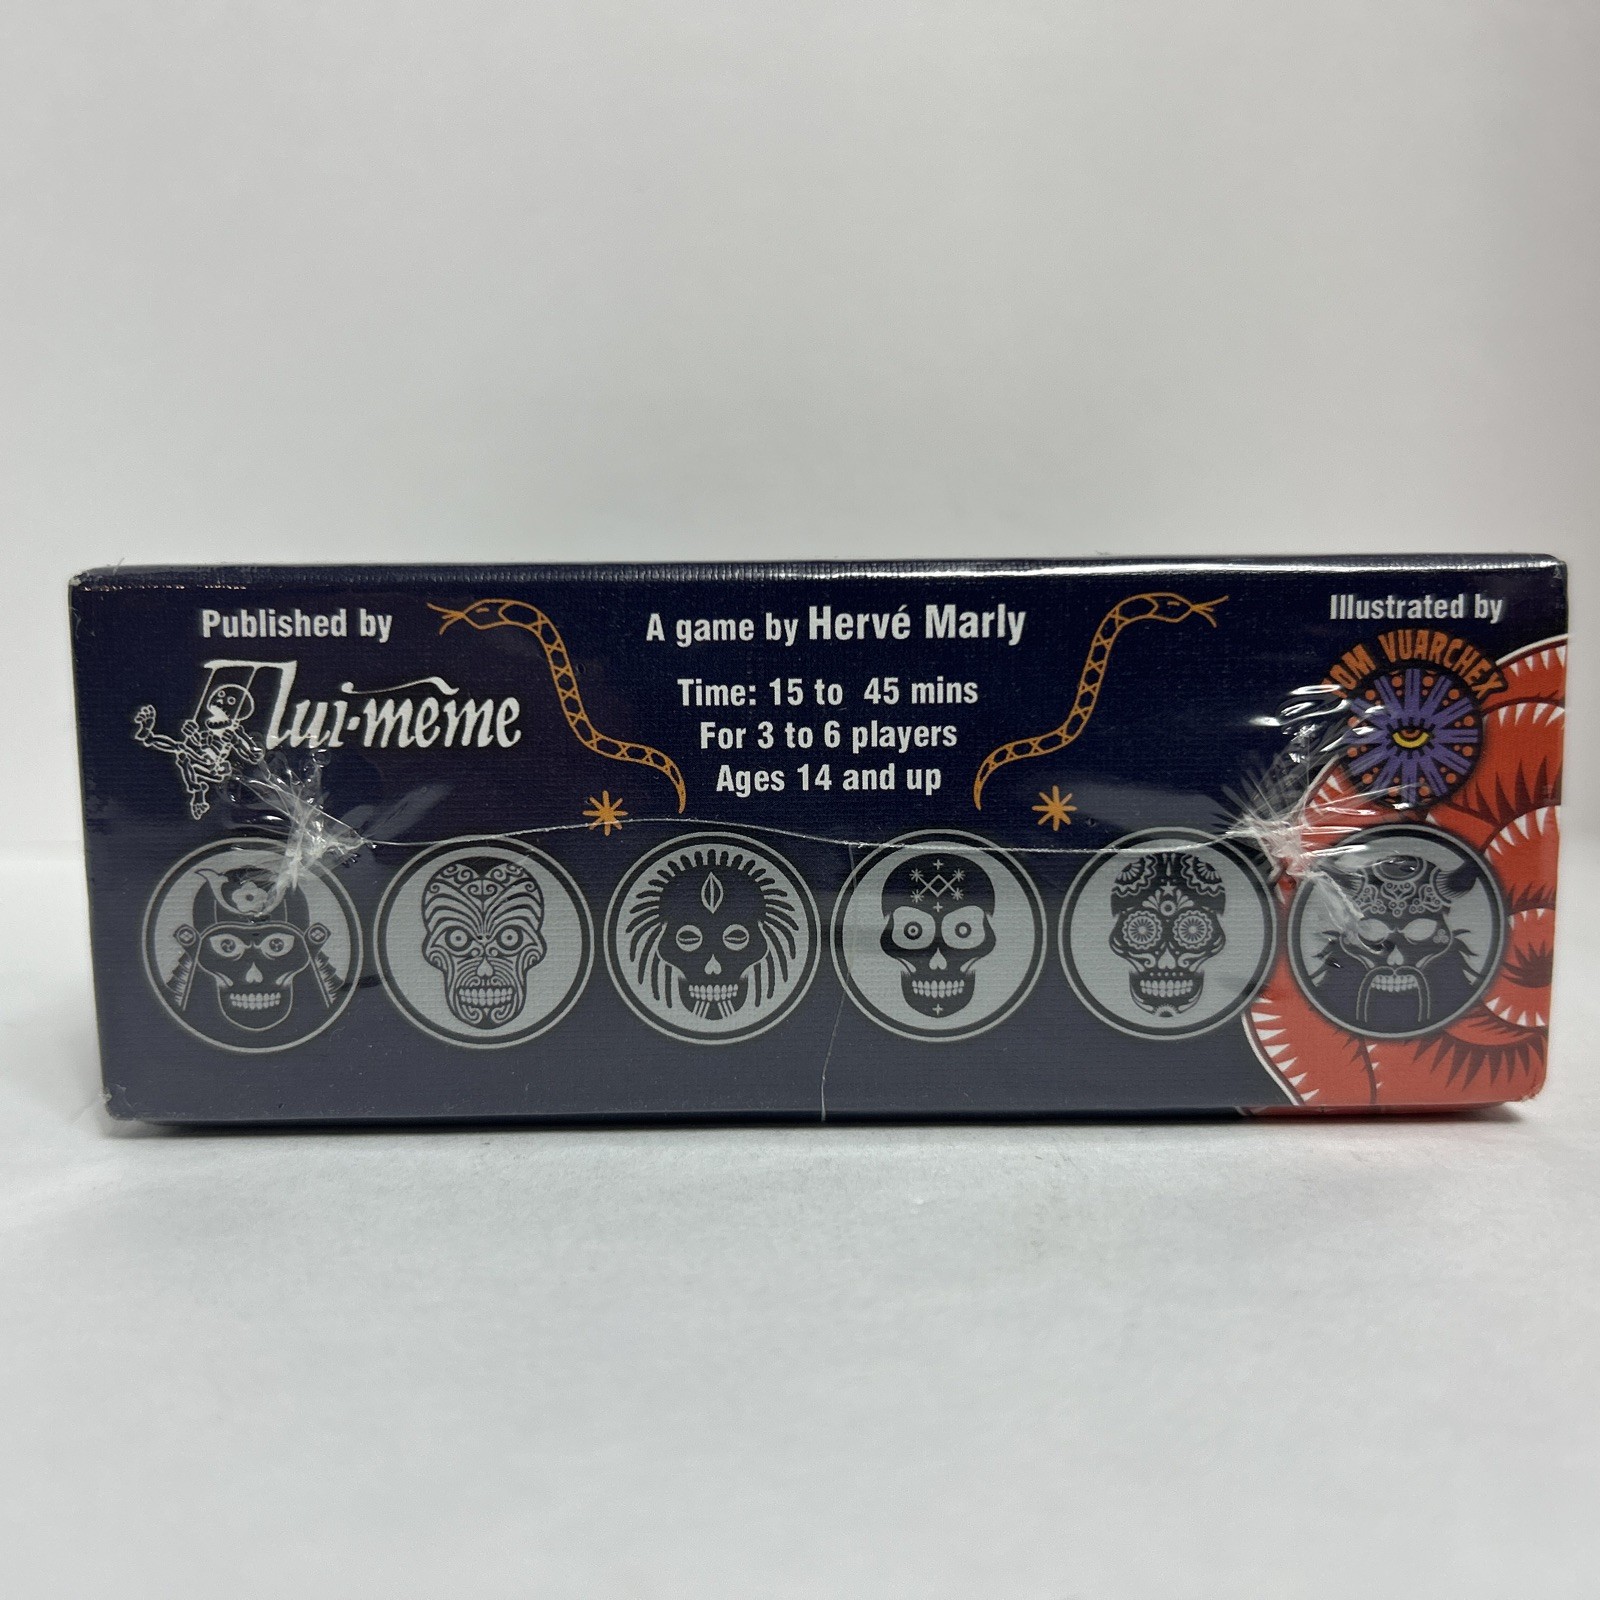 Published by
Lui-même
A game by Hervé Marly
Time: 15 to 45 mins
For 3 to 6 players
Ages 14 and up
Illustrated by
VUARCHEX